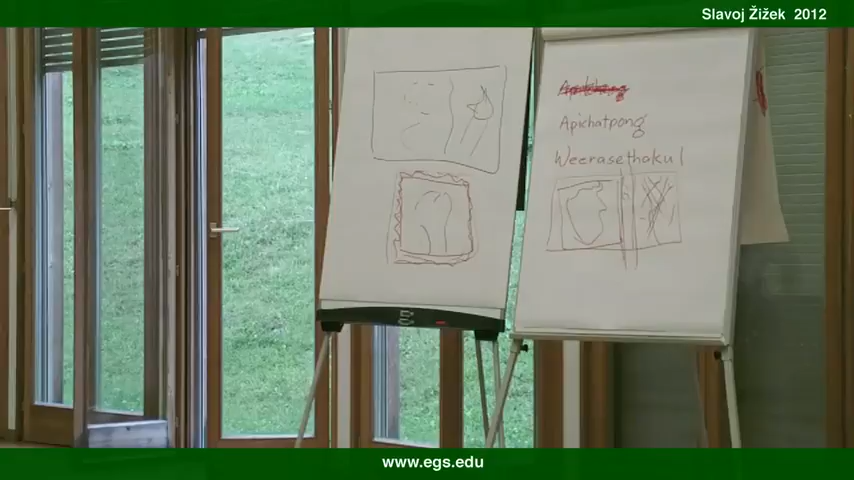 Slavoj Žižek 2012
Apichatpong
Weerasethakul
www.egs.edu